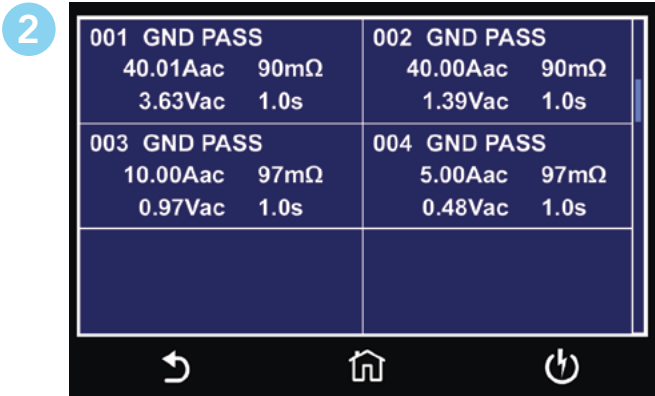 2
001 GND PASS
40.01Aac 90mΩ
3.63Vac 1.0s
002 GND PASS
40.00Aac 90mΩ
1.39Vac 1.0s
003 GND PASS
10.00Aac 97mΩ
0.97Vac 1.0s
004 GND PASS
5.00Aac 97mΩ
0.48Vac 1.0s